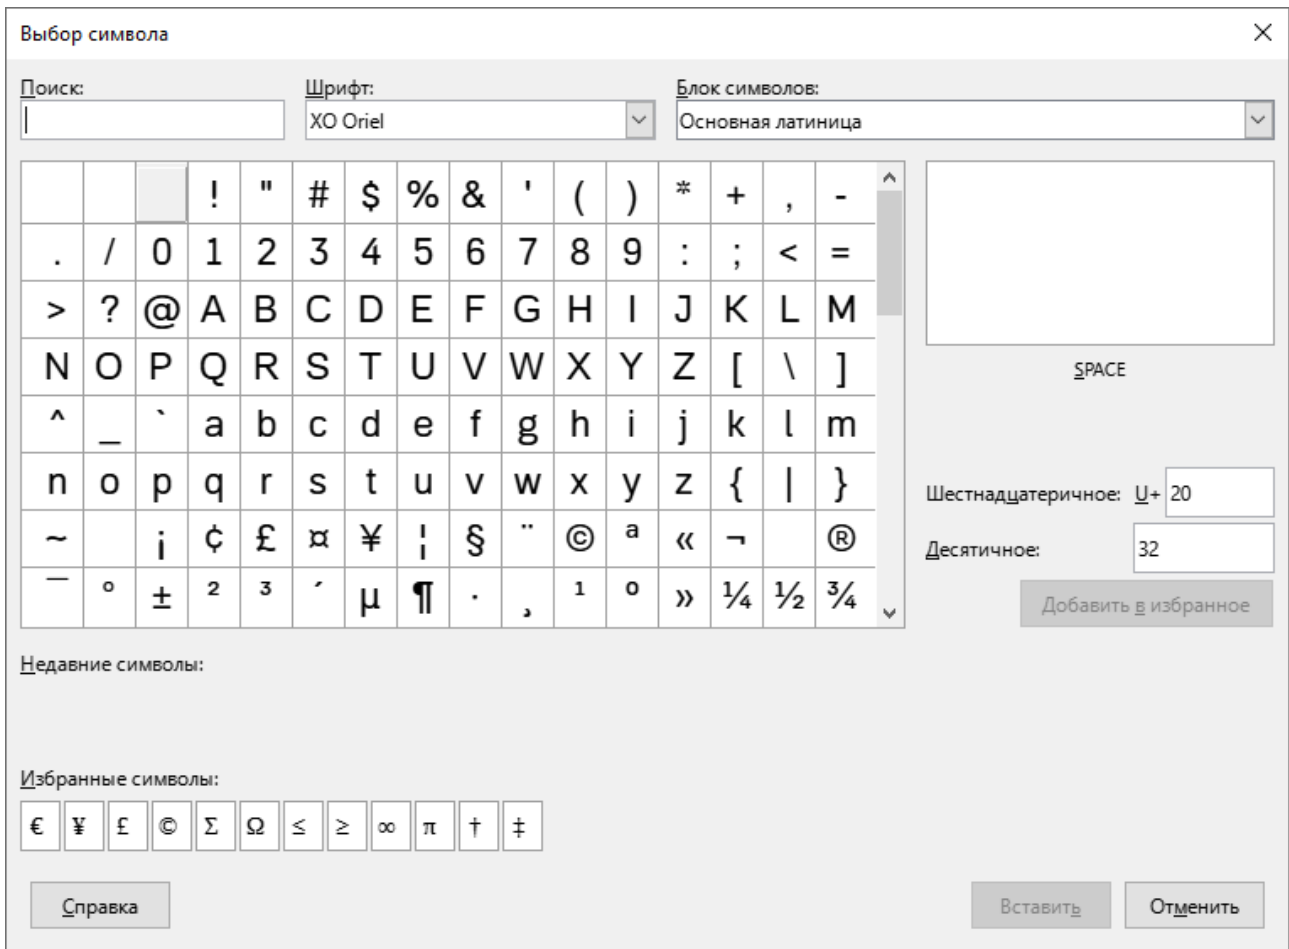 Выбор символа
Поиск: Шрифт: Блок символов:
XO Oriel Основная латиница
! " # $ % & ' ( ) * + , -
. / 0 1 2 3 4 5 6 7 8 9 : ; < =
> ? @ A B C D E F G H I J K L M
N O P Q R S T U V W X Y Z [ \ ]
^ _ ` a b c d e f g h i j k l m
n o p q r s t u v w x y z { | }
~ ¡ ¢ £ ¤ ¥ ¦ § ¨ © ª « ¬ ®
¯ ° ± ² ³ ´ µ ¶ · ¸ ¹ º » ¼ ½ ¾
SPACE
Шестнадцатеричное: U+ 20
Десятичное: 32
Добавить в избранное
Недавние символы:
Избранные символы:
€ ¥ £ © Σ Ω ≤ ≥ ∞ π † ‡
Справка Вставить Отменить